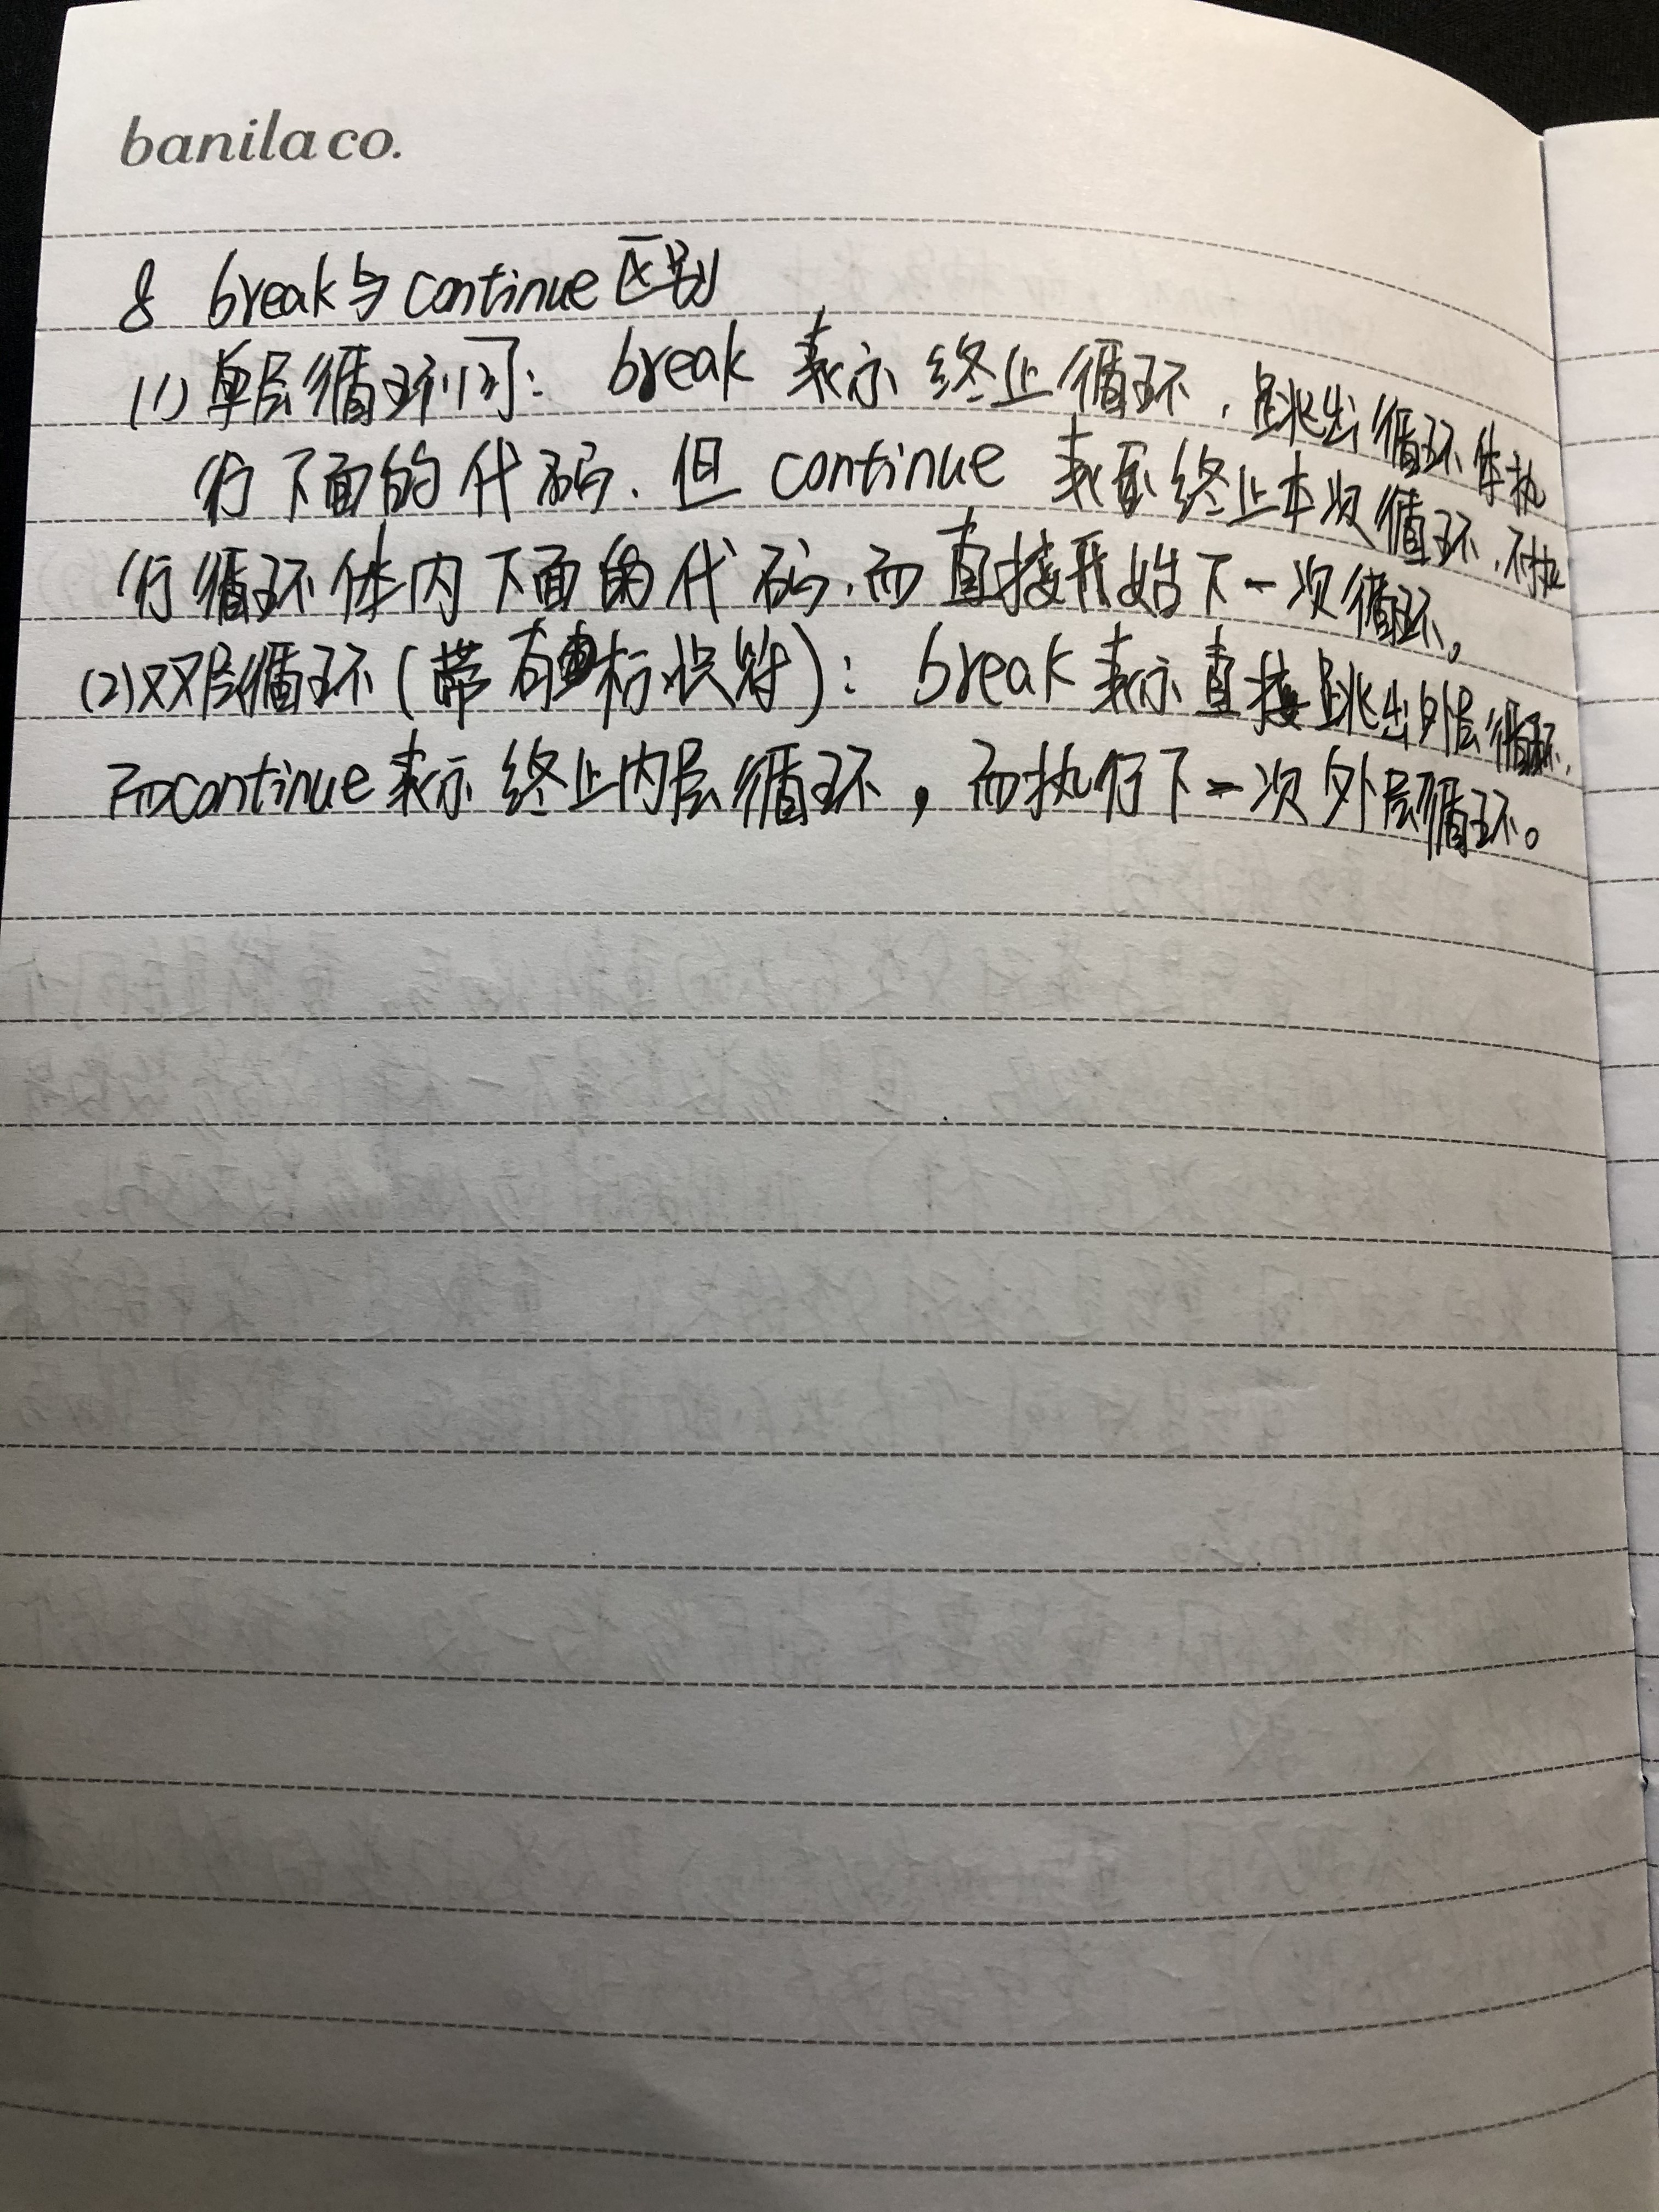 banila co.
8 break与continue区别
(1)单层循环间: break 表示 终止循环,跳出循环体执
行下面的代码.但 continue 表示终止本次循环,不执
行循环体内下面的代码,而直接开始下一次循环。
(2)双层循环(带有标识符): break 表示直接跳出外层循环,
而continue表示终止内层循环,而执行下一次外层循环。